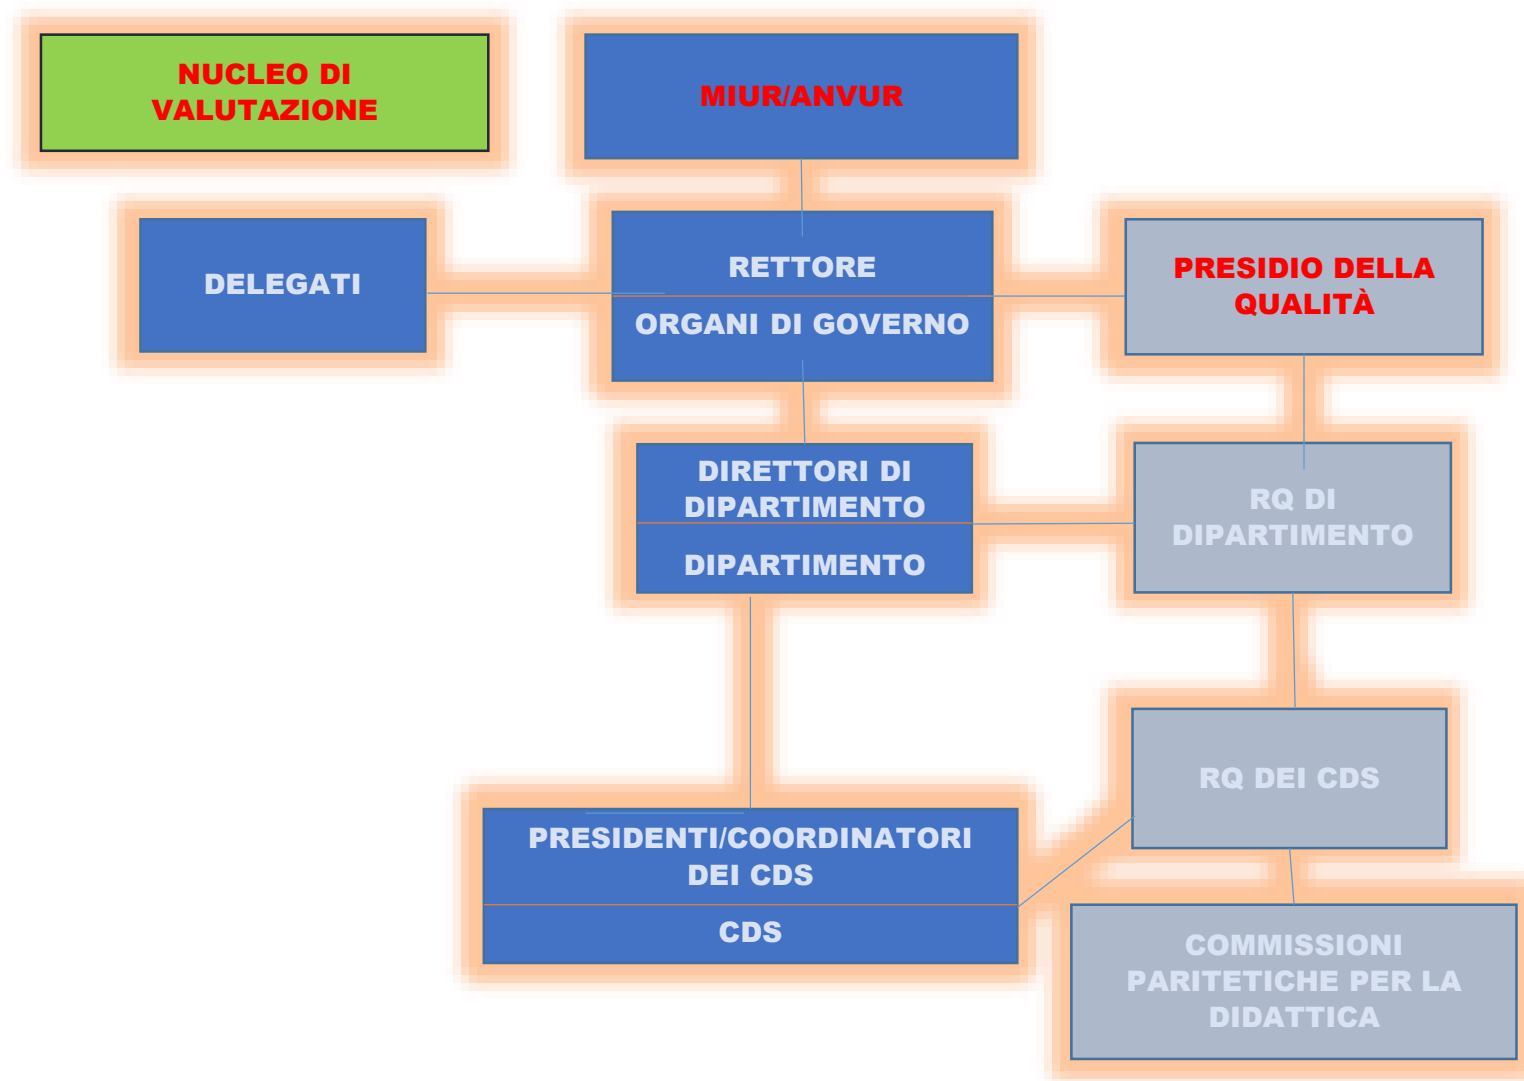 NUCLEO DI
VALUTAZIONE
MIUR/ANVUR
DELEGATI
RETTORE
ORGANI DI GOVERNO
PRESIDIO DELLA
QUALITÀ
DIRETTORI DI
DIPARTIMENTO
DIPARTIMENTO
RQ DI
DIPARTIMENTO
RQ DEI CDS
PRESIDENTI/COORDINATORI
DEI CDS
CDS
COMMISSIONI
PARITETICHE PER LA
DIDATTICA